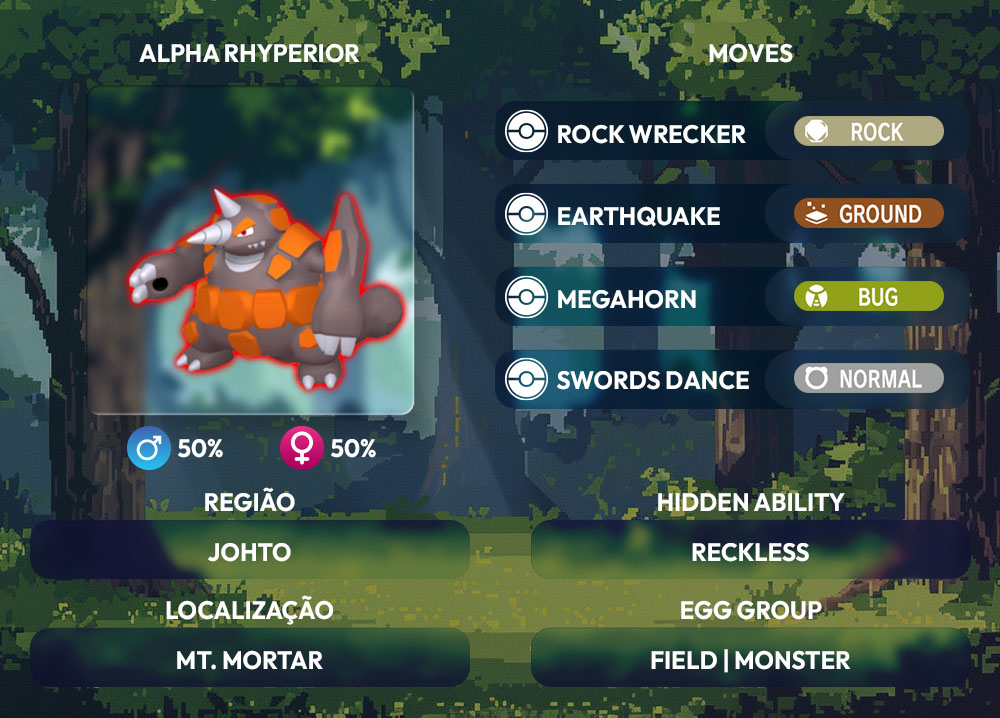 ALPHA RHYPERIOR
50%
50%
REGIÃO
JOHTO
LOCALIZAÇÃO
MT. MORTAR
MOVES
ROCK WRECKER ROCK
EARTHQUAKE GROUND
MEGAHORN BUG
SWORDS DANCE NORMAL
HIDDEN ABILITY
RECKLESS
EGG GROUP
FIELD | MONSTER